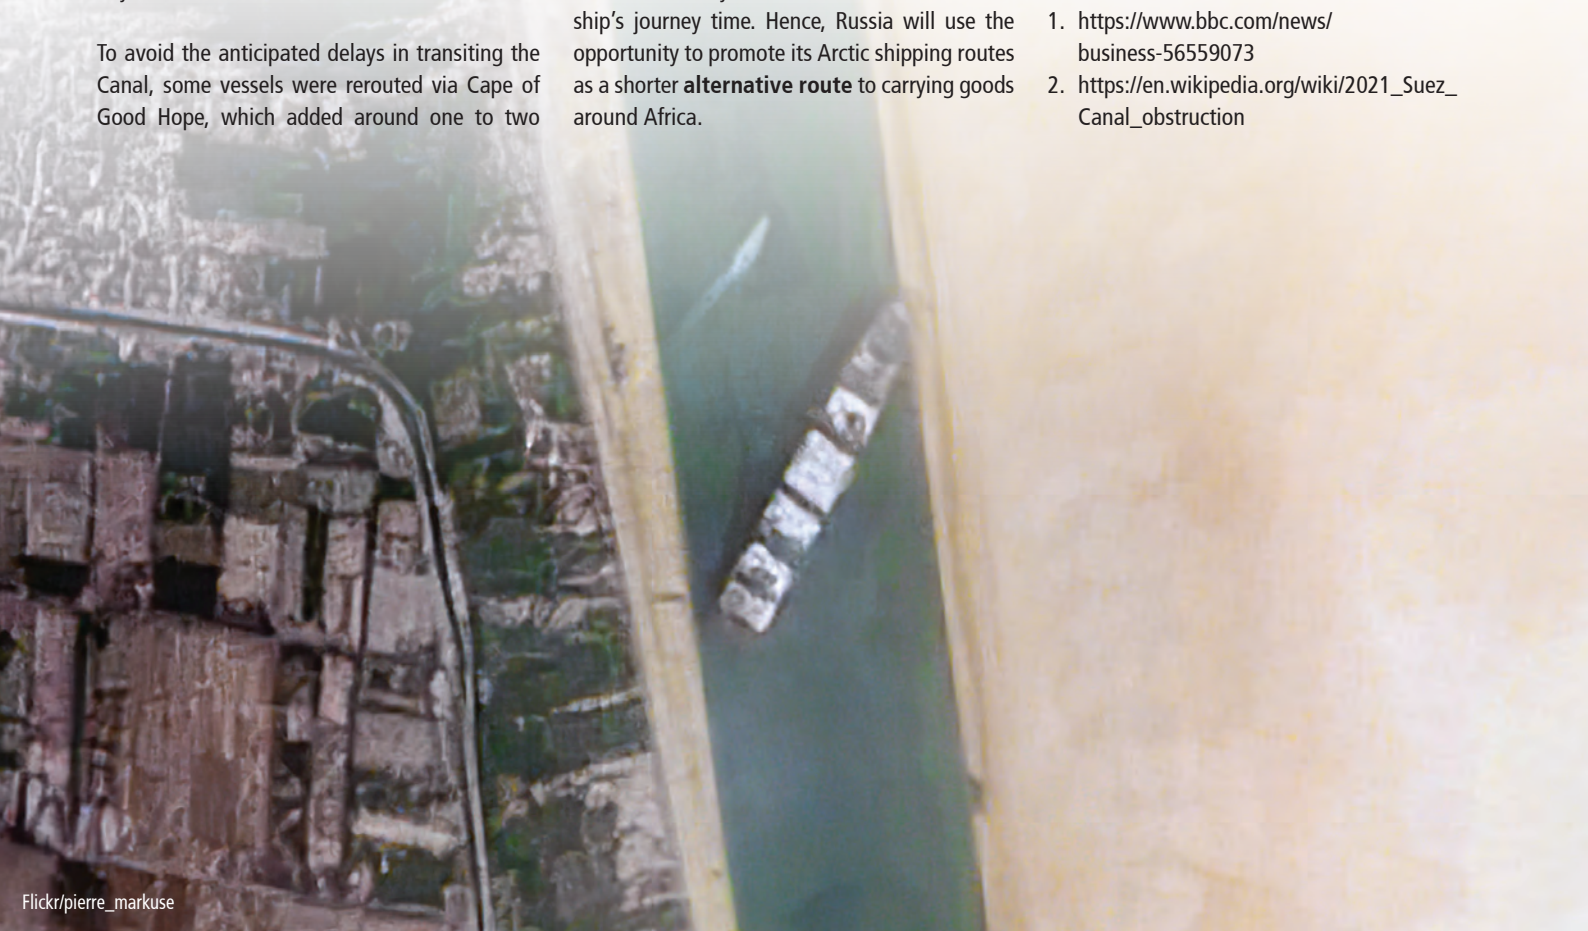 To avoid the anticipated delays in transiting the
Canal, some vessels were rerouted via Cape of
Good Hope, which added around one to two
ship's journey time. Hence, Russia will use the
opportunity to promote its Arctic shipping routes
as a shorter alternative route to carrying goods
around Africa.
1. https://www.bbc.com/news/
business-56559073
2. https://en.wikipedia.org/wiki/2021_Suez_
Canal_obstruction
Flickr/pierre_markuse